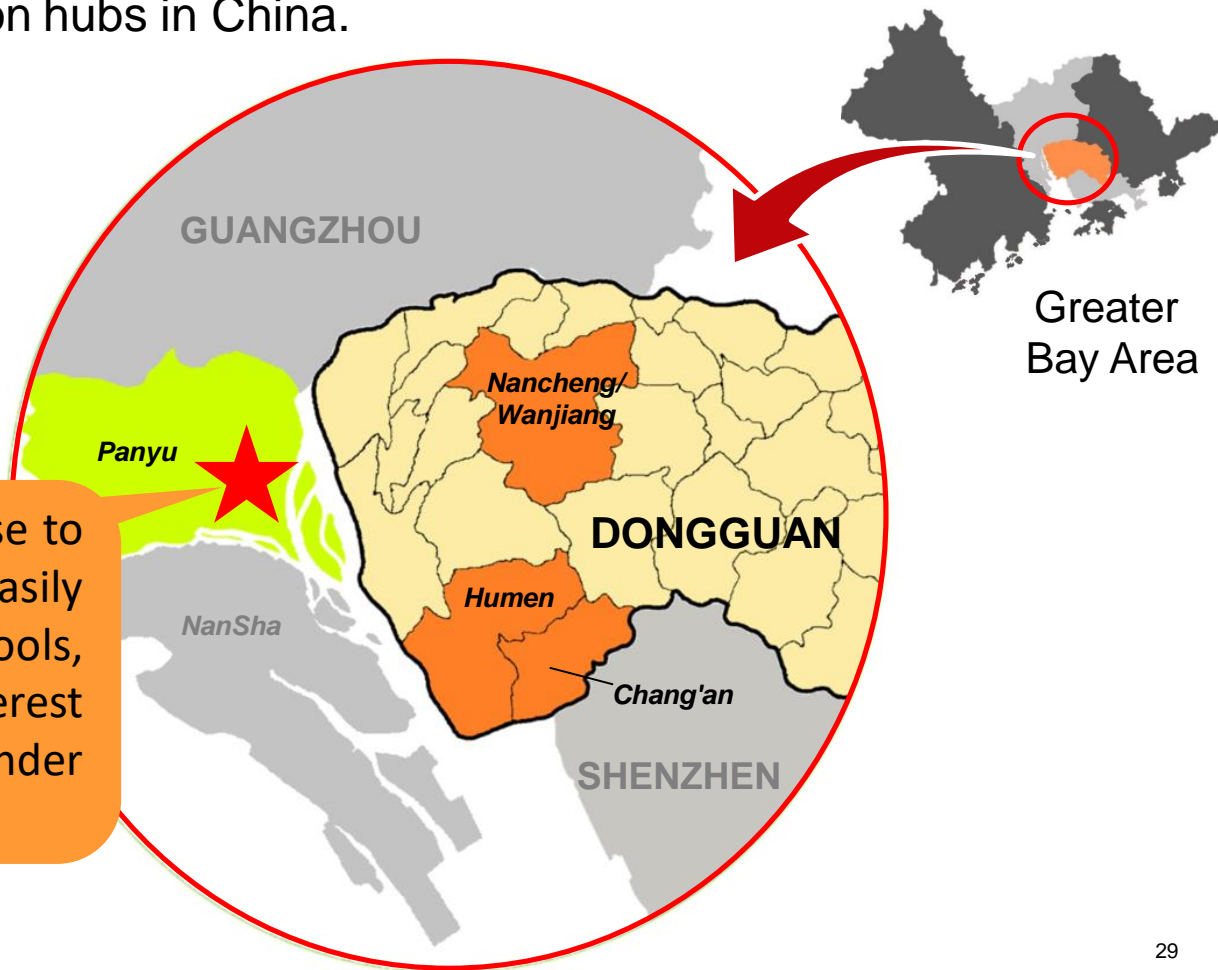 on hubs in China.
GUANGZHOU
Greater
Bay Area
Nancheng/
Wanjiang
Panyu
DONGGUAN
se to
asily
ools,
erest
nder
Humen
NanSha
Chang'an
SHENZHEN
29